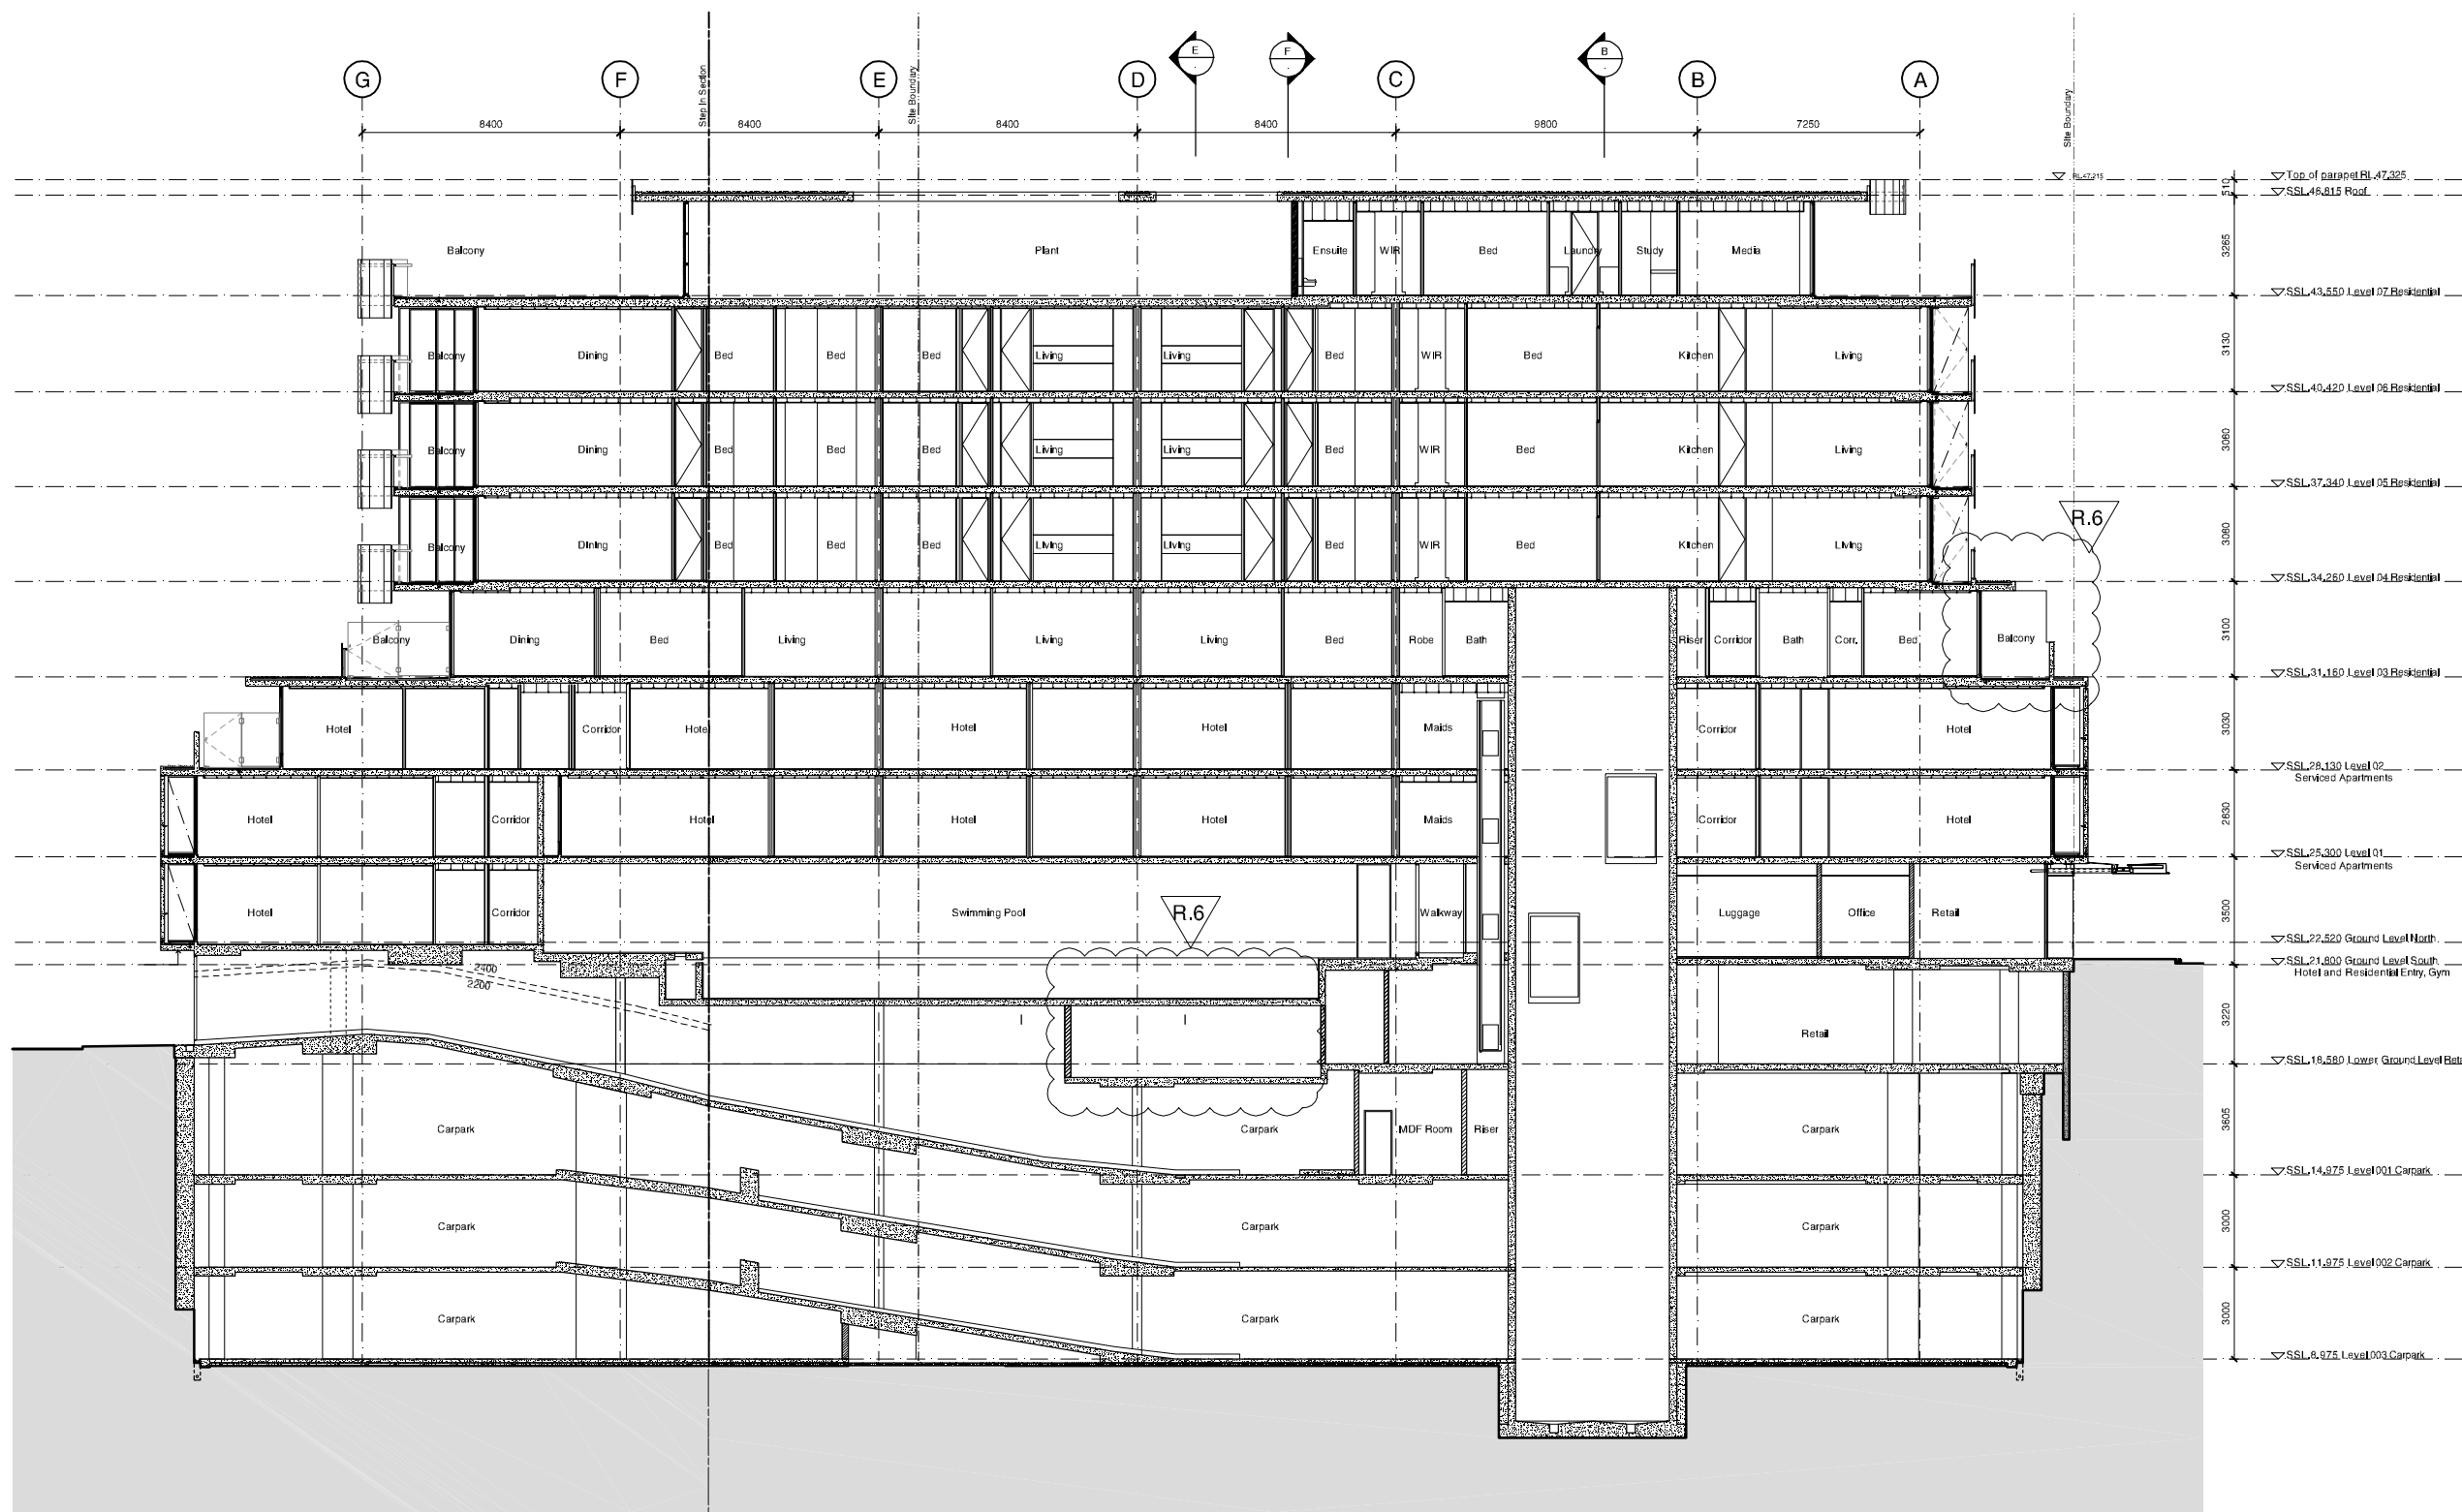 E F B
G F E D C B A
Step In Section
Site Boundary
Site Boundary
8400 8400 8400 8400 9800 7250
RL.47.215
Top of parapet RL.47.325
510
SSL.46.815 Roof
Balcony Plant Ensuite WIR Bed Laundry Study Media
3265
SSL.43.550 Level 07 Residential
Balcony Dining Bed Bed Bed Living Living Bed WIR Bed Kitchen Living
3130
SSL.40.420 Level 06 Residential
Balcony Dining Bed Bed Bed Living Living Bed WIR Bed Kitchen Living
3080
SSL.37.340 Level 05 Residential
R.6
Balcony Dining Bed Bed Bed Living Living Bed WIR Bed Kitchen Living
3080
SSL.34.260 Level 04 Residential
Balcony Dining Bed Living Living Living Bed Robe Bath Riser Corridor Bath Corr. Bed Balcony
3100
SSL.31.160 Level 03 Residential
Hotel Corridor Hotel Hotel Hotel Maids Corridor Hotel
3030
SSL.28.130 Level 02
Serviced Apartments
Hotel Corridor Hotel Hotel Hotel Maids Corridor Hotel
2830
SSL.25.300 Level 01
Serviced Apartments
Hotel Corridor Swimming Pool R.6 Walkway Luggage Office Retail
3500
SSL.22.520 Ground Level North
SSL.21.800 Ground Level South
Hotel and Residential Entry, Gym
2400
2200
Retail
3220
SSL.18.580 Lower Ground Level Reta
Carpark Carpark MDF Room Riser Carpark
3605
SSL.14.975 Level 001 Carpark
Carpark Carpark Carpark
3000
SSL.11.975 Level 002 Carpark
Carpark Carpark Carpark
3000
SSL.8.975 Level 003 Carpark